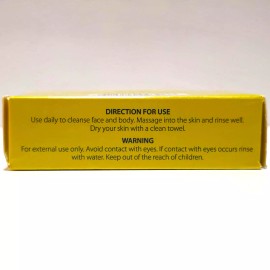 DIRECTION FOR USE
Use daily to cleanse face and body. Massage into the skin and rinse well.
Dry your skin with a clean towel.
WARNING
For external use only. Avoid contact with eyes. If contact with eyes occurs rinse
with water. Keep out of the reach of children.